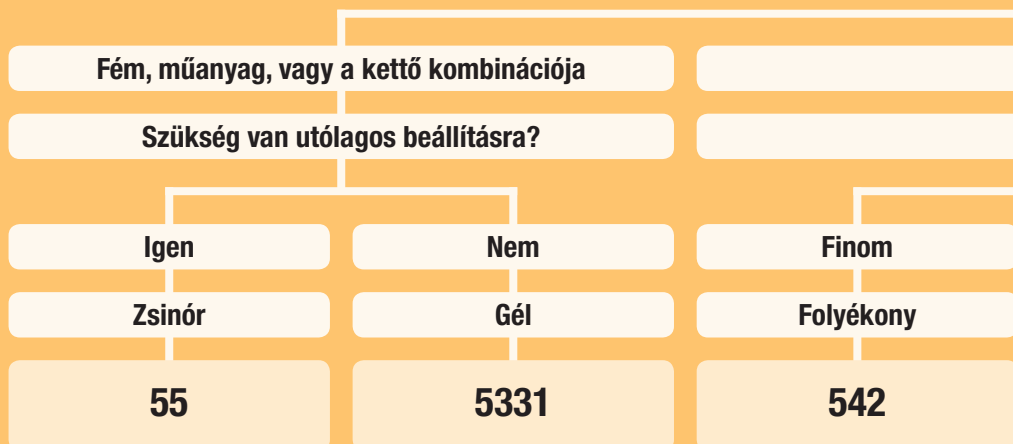 Fém, műanyag, vagy a kettő kombinációja
Szükség van utólagos beállításra?
Igen
Nem
Finom
Zsinór
Gél
Folyékony
55
5331
542